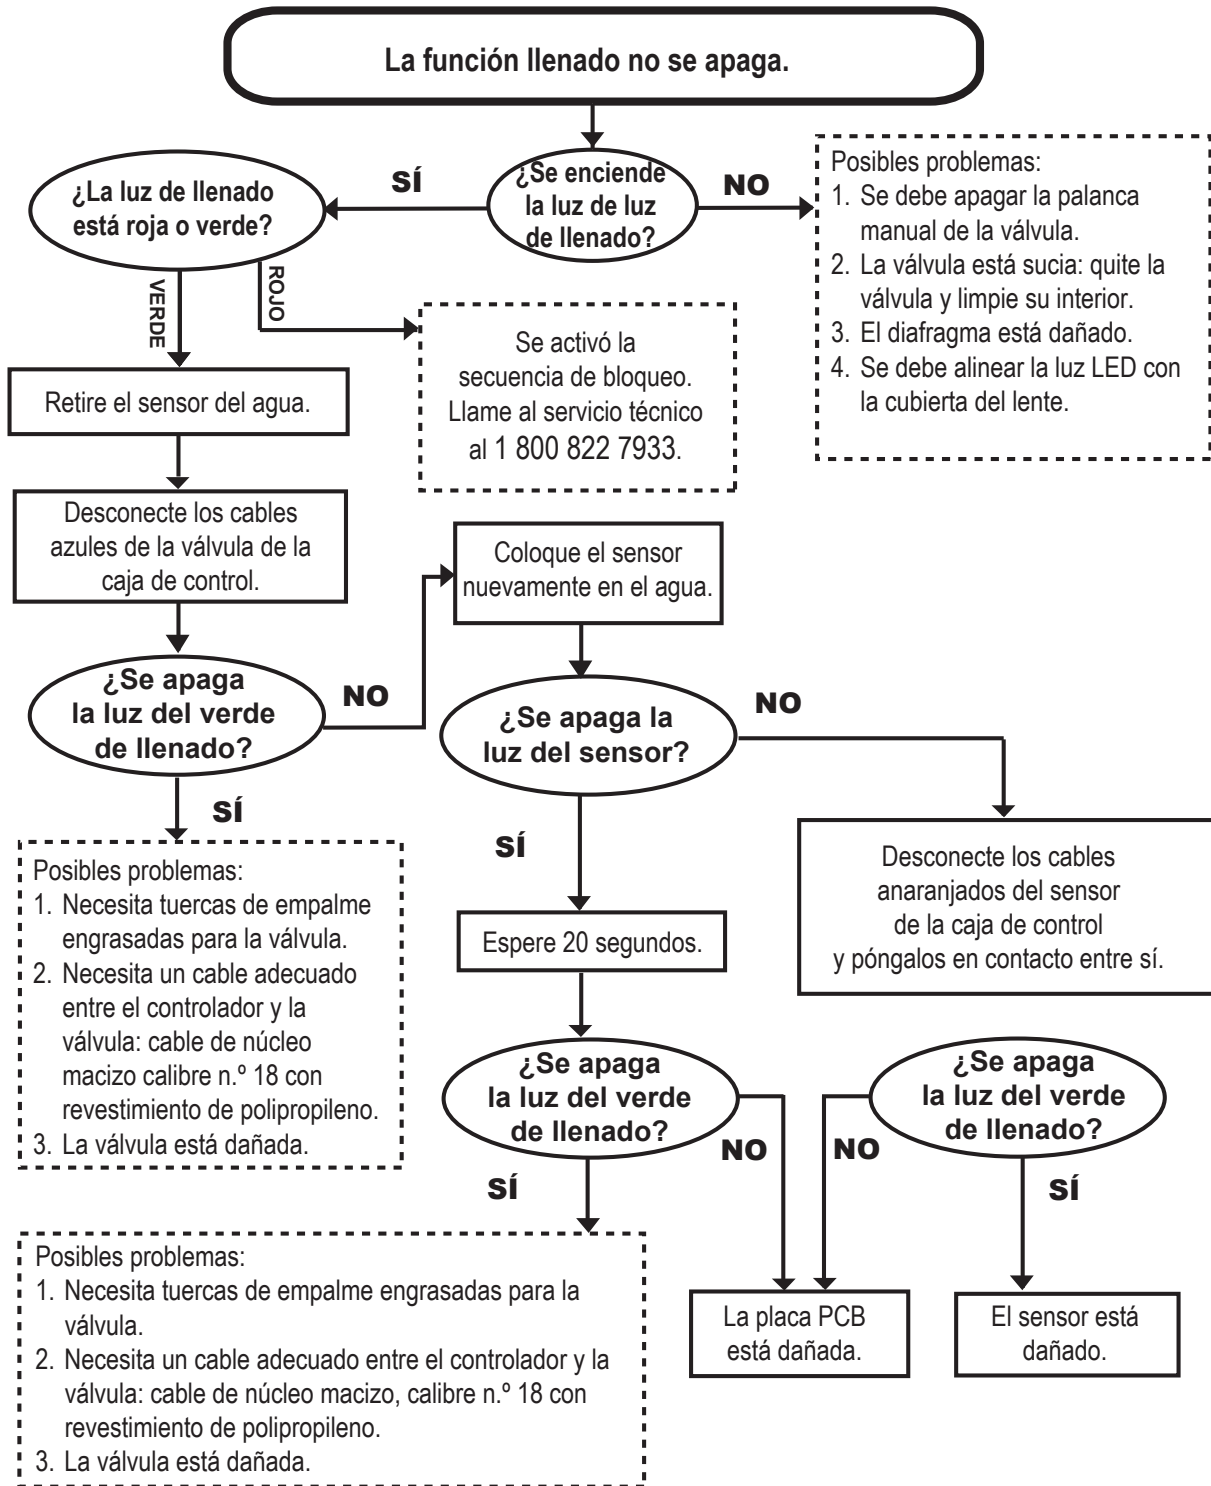 La función llenado no se apaga.
¿Se enciende
la luz de luz
de llenado?
SÍ
NO
¿La luz de llenado
está roja o verde?
Posibles problemas:
1. Se debe apagar la palanca
manual de la válvula.
2. La válvula está sucia: quite la
válvula y limpie su interior.
3. El diafragma está dañado.
4. Se debe alinear la luz LED con
la cubierta del lente.
VERDE
ROJO
Se activó la
secuencia de bloqueo.
Llame al servicio técnico
al 1 800 822 7933.
Retire el sensor del agua.
Desconecte los cables
azules de la válvula de la
caja de control.
Coloque el sensor
nuevamente en el agua.
¿Se apaga
la luz del verde
de llenado?
NO
SÍ
¿Se apaga la
luz del sensor?
NO
SÍ
Posibles problemas:
1. Necesita tuercas de empalme
engrasadas para la válvula.
2. Necesita un cable adecuado
entre el controlador y la
válvula: cable de núcleo
macizo calibre n.º 18 con
revestimiento de polipropileno.
3. La válvula está dañada.
Desconecte los cables
anaranjados del sensor
de la caja de control
y póngalos en contacto entre sí.
Espere 20 segundos.
¿Se apaga
la luz del verde
de llenado?
NO
SÍ
¿Se apaga
la luz del verde
de llenado?
NO
SÍ
Posibles problemas:
1. Necesita tuercas de empalme engrasadas para la
válvula.
2. Necesita un cable adecuado entre el controlador y la
válvula: cable de núcleo macizo, calibre n.º 18 con
revestimiento de polipropileno.
3. La válvula está dañada.
La placa PCB
está dañada.
El sensor está
dañado.